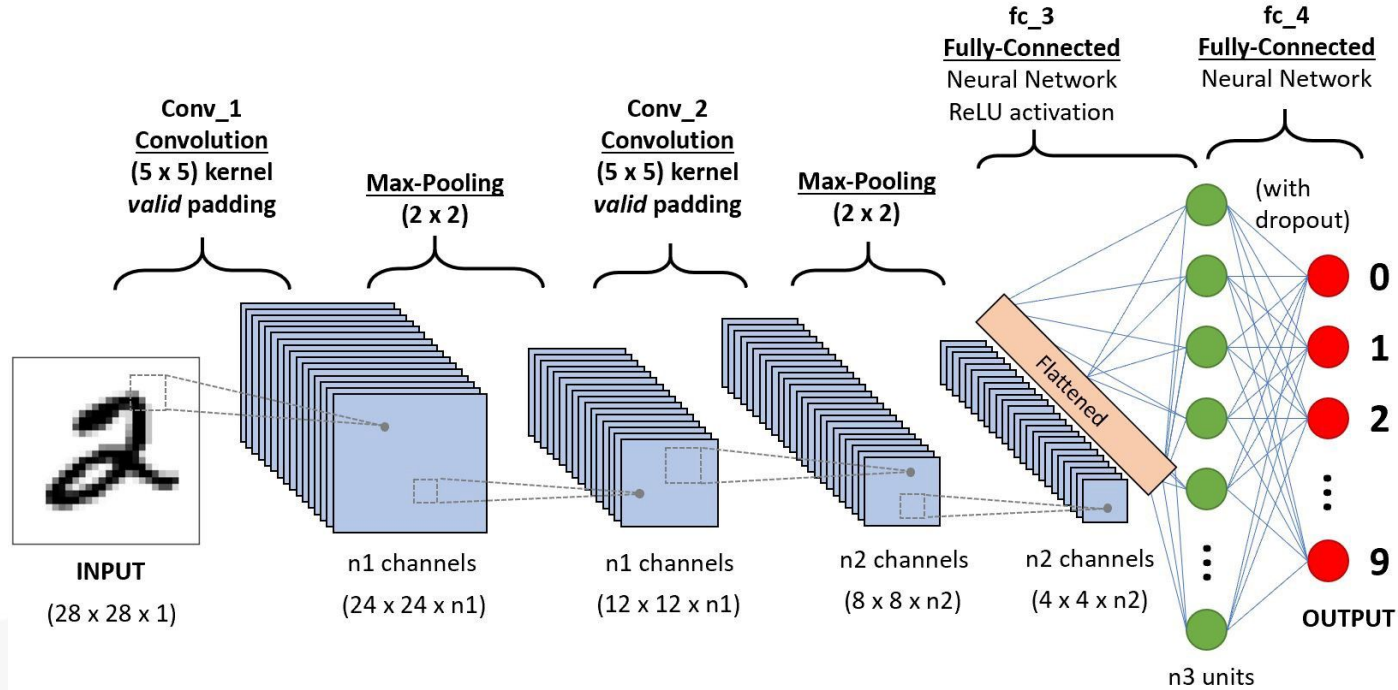 fc_3
Fully-Connected
Neural Network
ReLU activation
fc_4
Fully-Connected
Neural Network
Conv_1
Convolution
(5 x 5) kernel
valid padding
Max-Pooling
(2 x 2)
Conv_2
Convolution
(5 x 5) kernel
valid padding
Max-Pooling
(2 x 2)
(with
dropout)
Flattened
0
1
2
9
INPUT
(28 x 28 x 1)
n1 channels
(24 x 24 x n1)
n1 channels
(12 x 12 x n1)
n2 channels
(8 x 8 x n2)
n2 channels
(4 x 4 x n2)
OUTPUT
n3 units